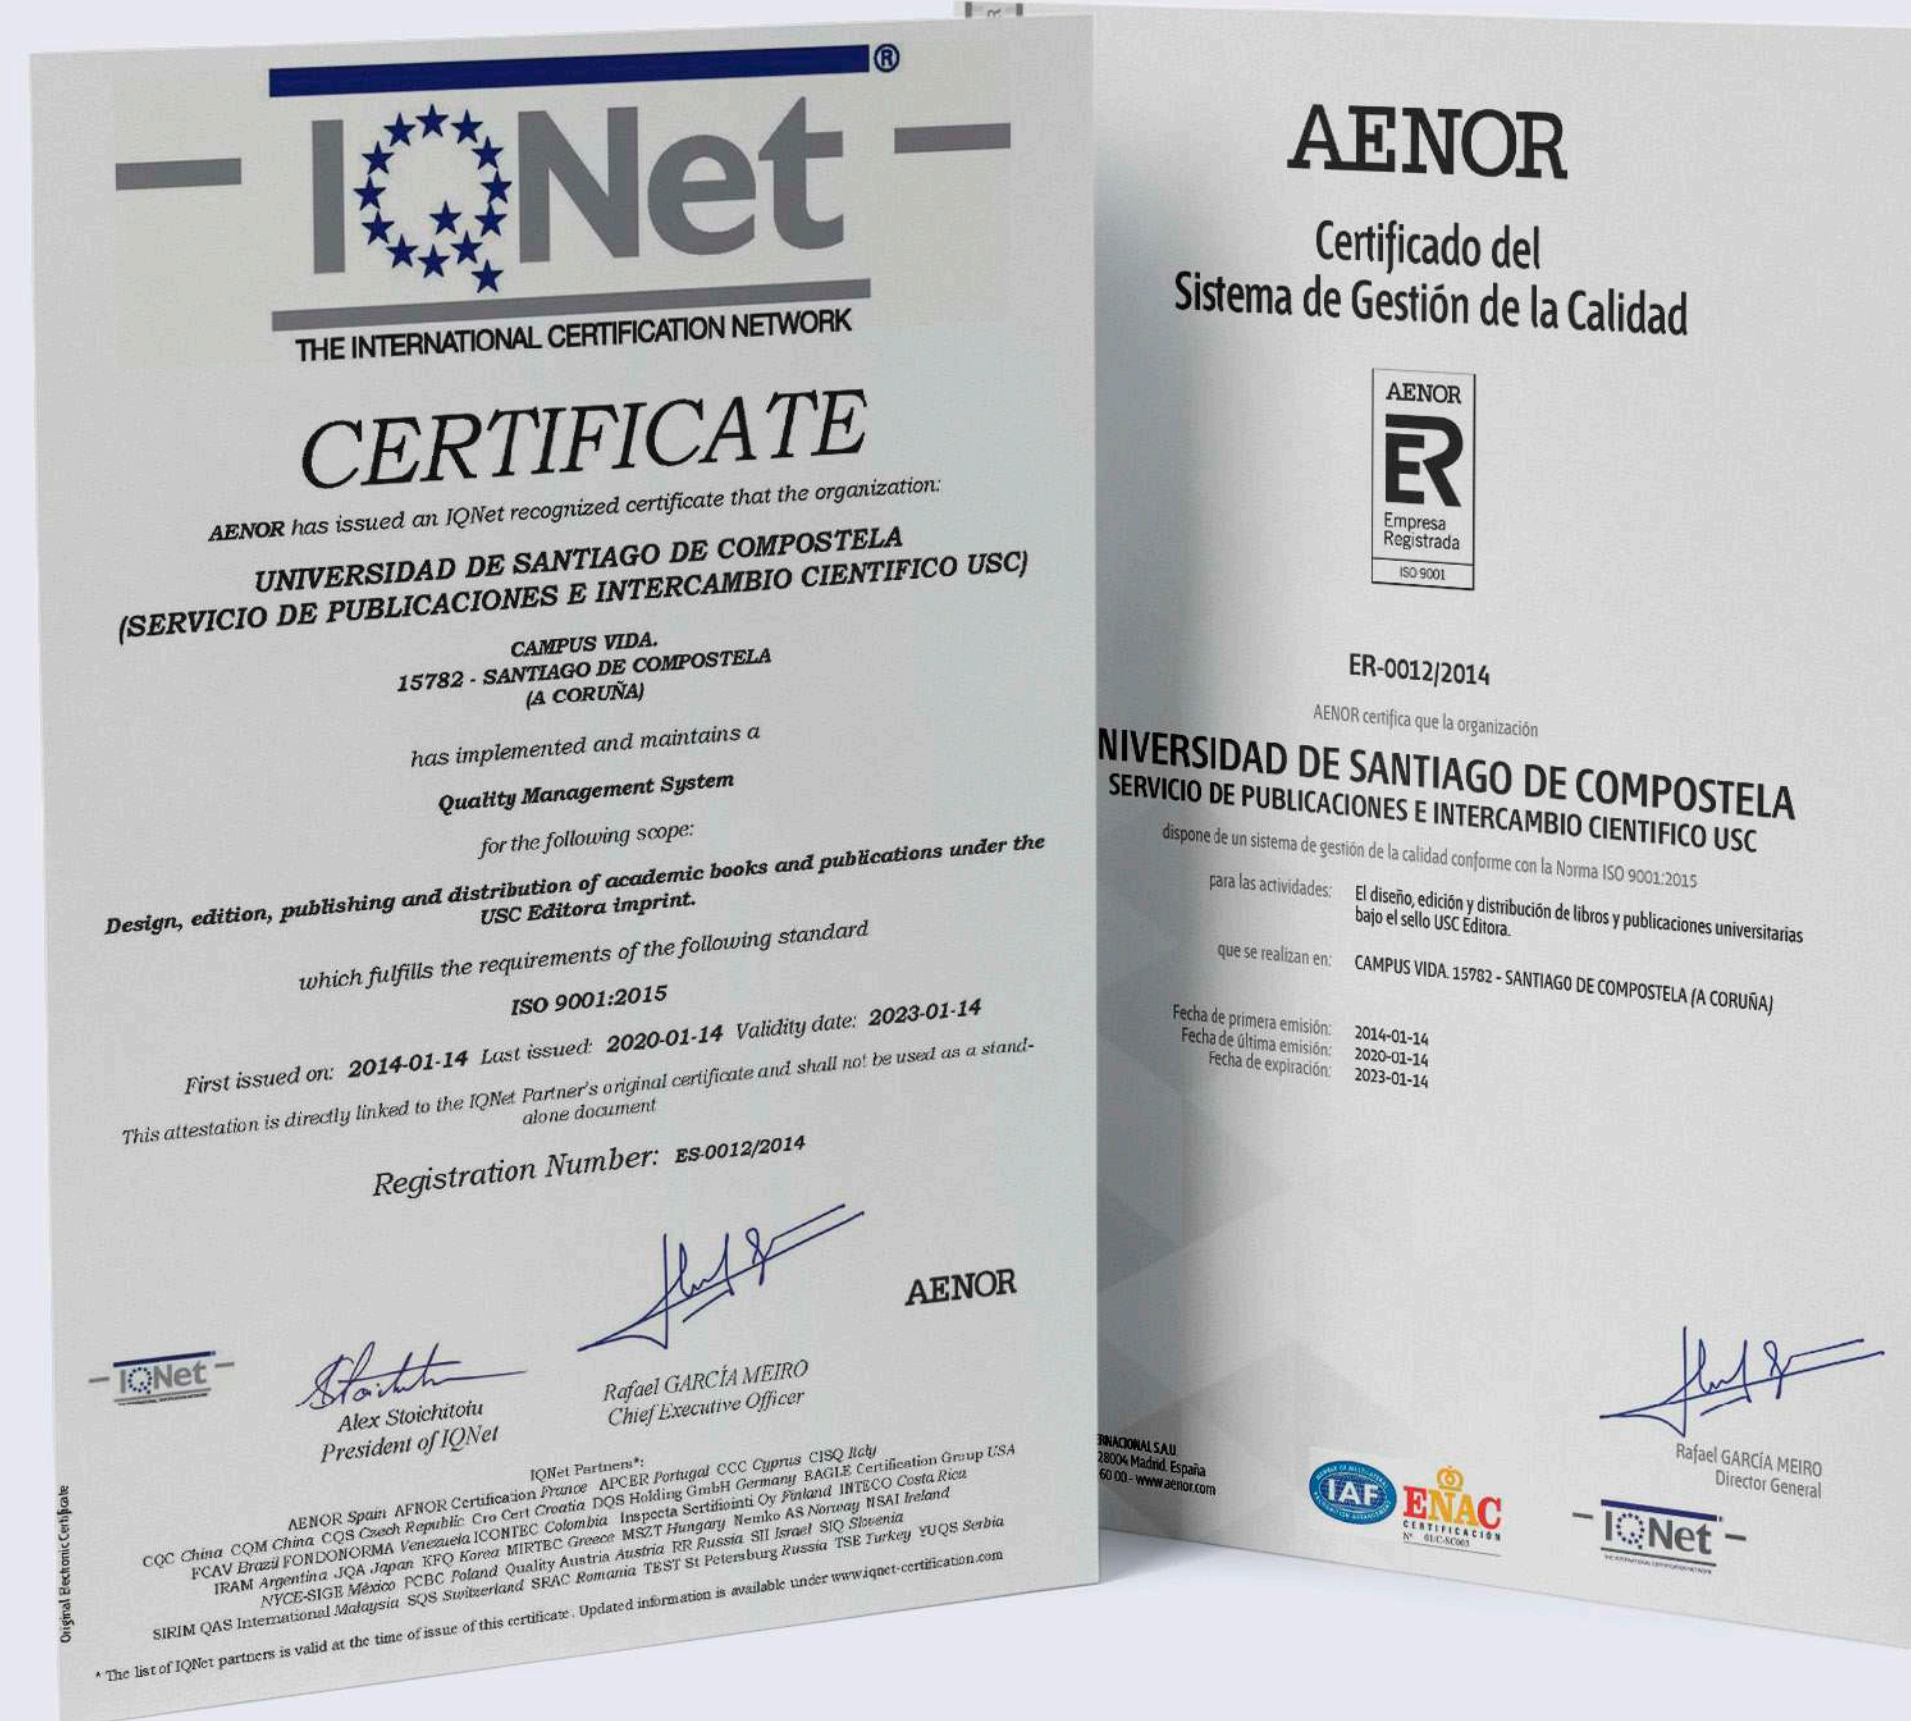 IQNet ®
THE INTERNATIONAL CERTIFICATION NETWORK
CERTIFICATE
AENOR has issued an IQNet recognized certificate that the organization:
UNIVERSIDAD DE SANTIAGO DE COMPOSTELA
(SERVICIO DE PUBLICACIONES E INTERCAMBIO CIENTIFICO USC)
CAMPUS VIDA.
15782 - SANTIAGO DE COMPOSTELA
(A CORUÑA)
has implemented and maintains a
Quality Management System
for the following scope:
Design, edition, publishing and distribution of academic books and publications under the
USC Editora imprint.
which fulfills the requirements of the following standard
ISO 9001:2015
First issued on: 2014-01-14 Last issued: 2020-01-14 Validity date: 2023-01-14
This attestation is directly linked to the IQNet Partner's original certificate and shall not be used as a stand-
alone document
Registration Number: ES-0012/2014
AENOR
IQNet
Alex Stoichitoiu
President of IQNet
Rafael GARCÍA MEIRO
Chief Executive Officer
IQNet Partners*:
AENOR Spain AFNOR Certification France APCER Portugal CCC Cyprus CISQ Italy
CQC China CQM China CQS Czech Republic Cro Cert Croatia DQS Holding GmbH Germany EAGLE Certification Group USA
FCAV Brazil FONDONORMA Venezuela ICONTEC Colombia Inspecta Sertifiointi Oy Finland INTECO Costa Rica
IRAM Argentina JQA Japan KFQ Korea MIRTEC Greece MSZT Hungary Nemko AS Norway NSAI Ireland
NYCE-SIGE México PCBC Poland Quality Austria Austria RR Russia SII Israel SIQ Slovenia
SIRIM QAS International Malaysia SQS Switzerland SRAC Romania TEST St Petersburg Russia TSE Turkey YUQS Serbia
* The list of IQNet partners is valid at the time of issue of this certificate. Updated information is available under www.iqnet-certification.com
Original Electronic Certificate
AENOR
Certificado del
Sistema de Gestión de la Calidad
AENOR
ER
Empresa
Registrada
ISO 9001
ER-0012/2014
AENOR certifica que la organización
NIVERSIDAD DE SANTIAGO DE COMPOSTELA
SERVICIO DE PUBLICACIONES E INTERCAMBIO CIENTIFICO USC
dispone de un sistema de gestión de la calidad conforme con la Norma ISO 9001:2015
para las actividades: El diseño, edición y distribución de libros y publicaciones universitarias
bajo el sello USC Editora.
que se realizan en: CAMPUS VIDA. 15782 - SANTIAGO DE COMPOSTELA (A CORUÑA)
Fecha de primera emisión: 2014-01-14
Fecha de última emisión: 2020-01-14
Fecha de expiración: 2023-01-14
Rafael GARCÍA MEIRO
Director General
RNACIONAL S.A.U.
28004 Madrid. España
60 00 - www.aenor.com
IAF
ENAC
CERTIFICACIÓN
Nº 01/C-SC003
IQNet